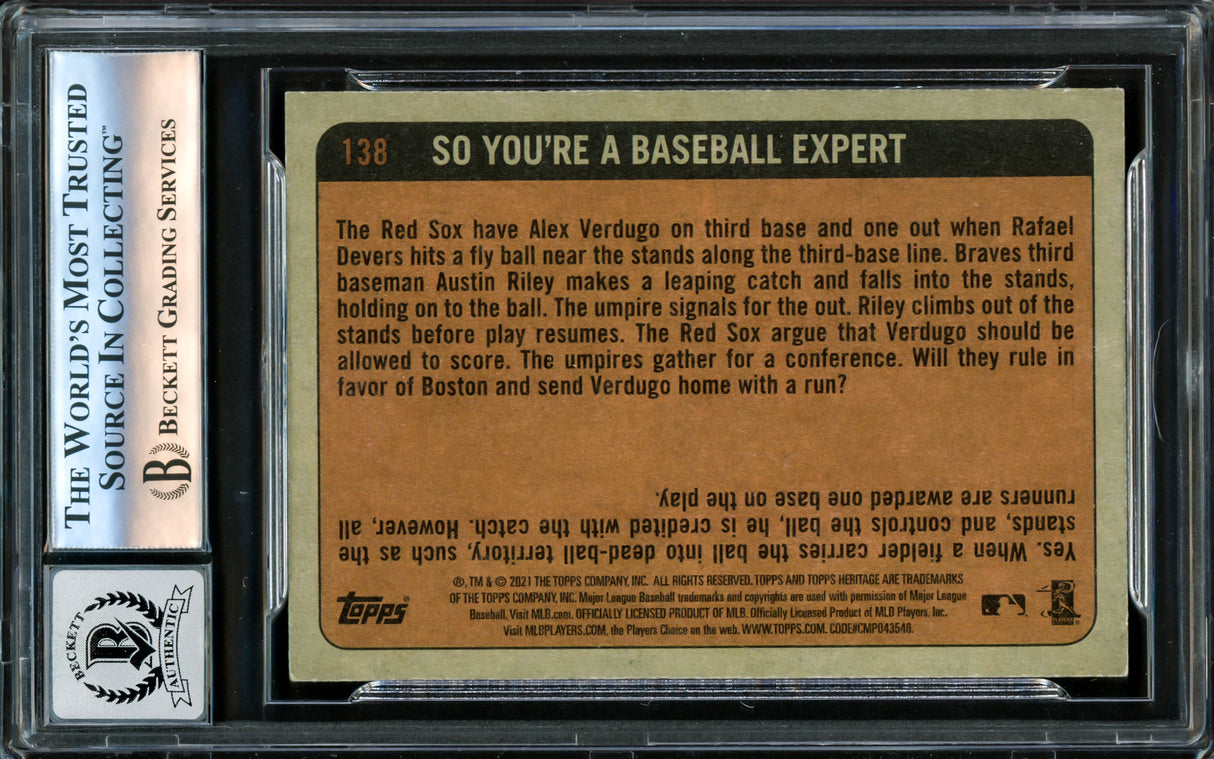 THE WORLD'S MOST TRUSTED
SOURCE IN COLLECTING™
B BECKETT GRADING SERVICES
BECKETT
B
AUTHENTIC
138 SO YOU'RE A BASEBALL EXPERT
The Red Sox have Alex Verdugo on third base and one out when Rafael
Devers hits a fly ball near the stands along the third-base line. Braves third
baseman Austin Riley makes a leaping catch and falls into the stands,
holding on to the ball. The umpire signals for the out. Riley climbs out of the
stands before play resumes. The Red Sox argue that Verdugo should be
allowed to score. The umpires gather for a conference. Will they rule in
favor of Boston and send Verdugo home with a run?
Yes. When a fielder carries the ball into dead-ball territory, such as the
stands, and controls the ball, he is credited with the catch. However, all
runners are awarded one base on the play.
topps®
®, TM & © 2021 THE TOPPS COMPANY, INC. ALL RIGHTS RESERVED. TOPPS AND TOPPS HERITAGE ARE TRADEMARKS
OF THE TOPPS COMPANY, INC. Major League Baseball trademarks and copyrights are used with permission of Major League
Baseball. Visit MLB.com. OFFICIALLY LICENSED PRODUCT OF MLB. Officially Licensed Product of MLB Players, Inc.
Visit MLBPLAYERS.COM, the Players Choice on the web. WWW.TOPPS.COM. CODE#CMP043546.